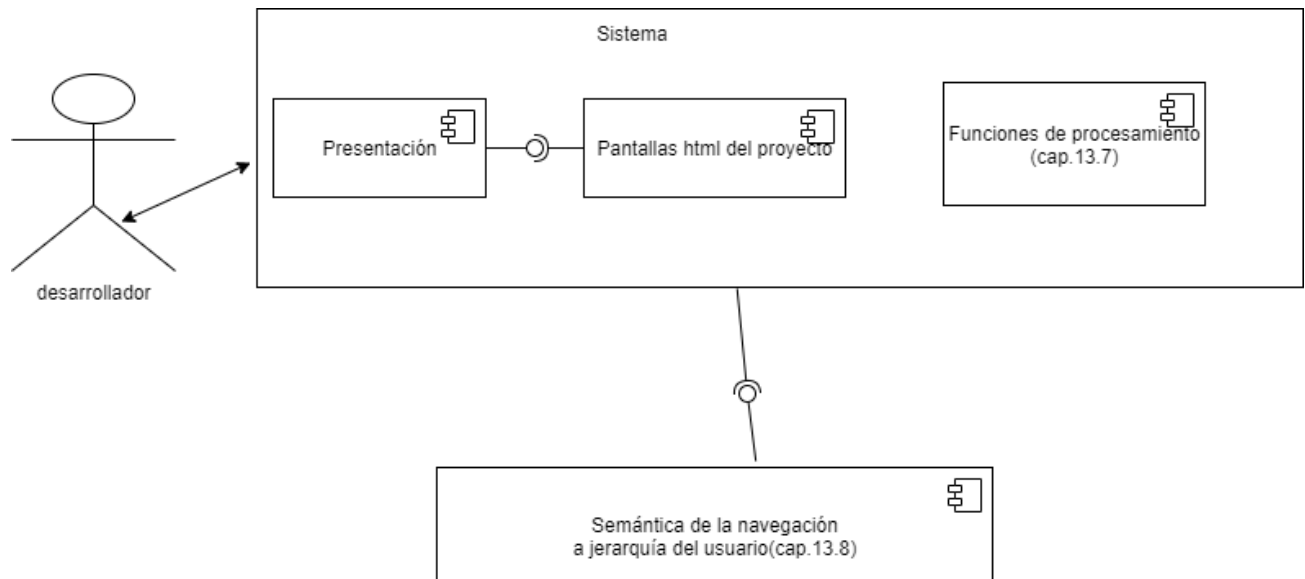 Sistema
Presentación
Pantallas html del proyecto
Funciones de procesamiento
(cap.13.7)
desarrollador
Semántica de la navegación
a jerarquía del usuario(cap.13.8)